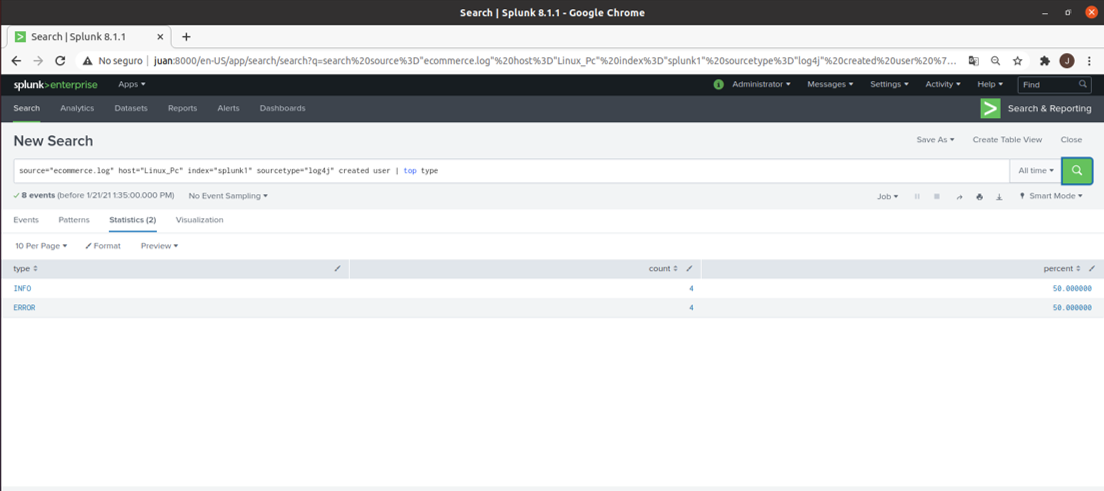 Search | Splunk 8.1.1 - Google Chrome
Search | Splunk 8.1.1
No seguro juan:8000/en-US/app/search/search?q=search%20source%3D"ecommerce.log"%20host%3D"Linux_Pc"%20index%3D"splunk1"%20sourcetype%3D"log4j"%20created%20user%20%7... J
splunk>enterprise Apps Administrator Messages Settings Activity Help Find
Search Analytics Datasets Reports Alerts Dashboards Search & Reporting
New Search Save As Create Table View Close
source="ecommerce.log" host="Linux_Pc" index="splunk1" sourcetype="log4j" created user | top type All time
8 events (before 1/21/21 1:35:00.000 PM) No Event Sampling Job Smart Mode
Events Patterns Statistics (2) Visualization
10 Per Page Format Preview
type count percent
INFO 4 50.000000
ERROR 4 50.000000